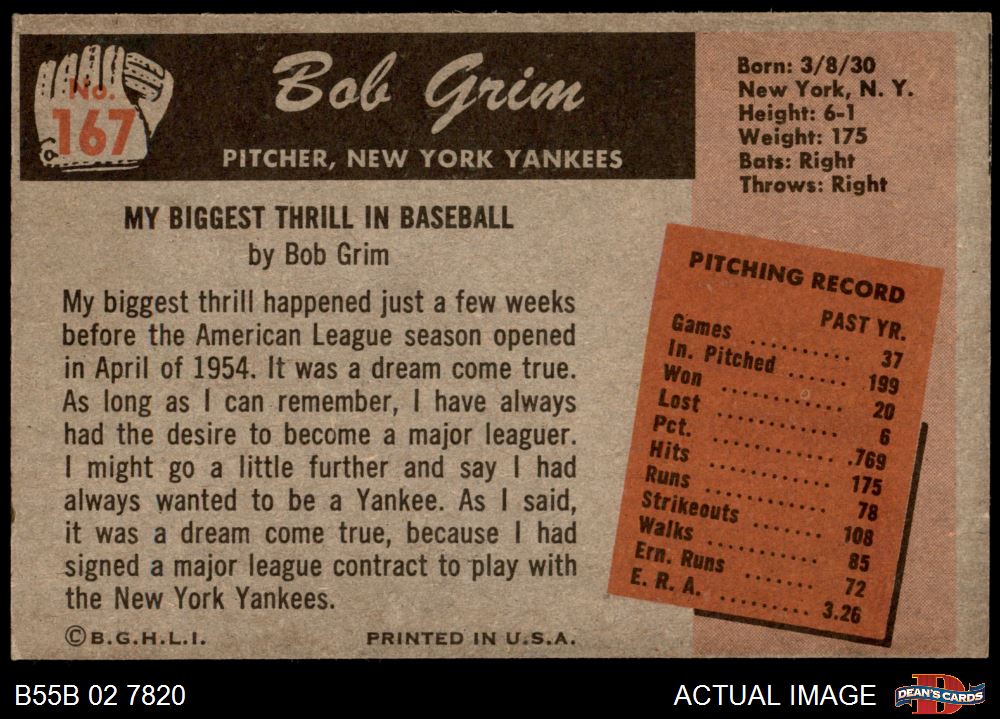 No.
167
Bob Grim
PITCHER, NEW YORK YANKEES
Born: 3/8/30
New York, N. Y.
Height: 6-1
Weight: 175
Bats: Right
Throws: Right
MY BIGGEST THRILL IN BASEBALL
by Bob Grim
My biggest thrill happened just a few weeks
before the American League season opened
in April of 1954. It was a dream come true.
As long as I can remember, I have always
had the desire to become a major leaguer.
I might go a little further and say I had
always wanted to be a Yankee. As I said,
it was a dream come true, because I had
signed a major league contract to play with
the New York Yankees.
PITCHING RECORD
PAST YR.
Games .......... 37
In. Pitched ...... 199
Won ............ 20
Lost ............ 6
Pct. ............ .769
Hits ............ 175
Runs ............ 78
Strikeouts ....... 108
Walks ........... 85
Ern. Runs ....... 72
E. R. A. .......... 3.26
©B.G.H.L.I.
PRINTED IN U.S.A.
B55B 02 7820
ACTUAL IMAGE
D
DEAN'S CARDS